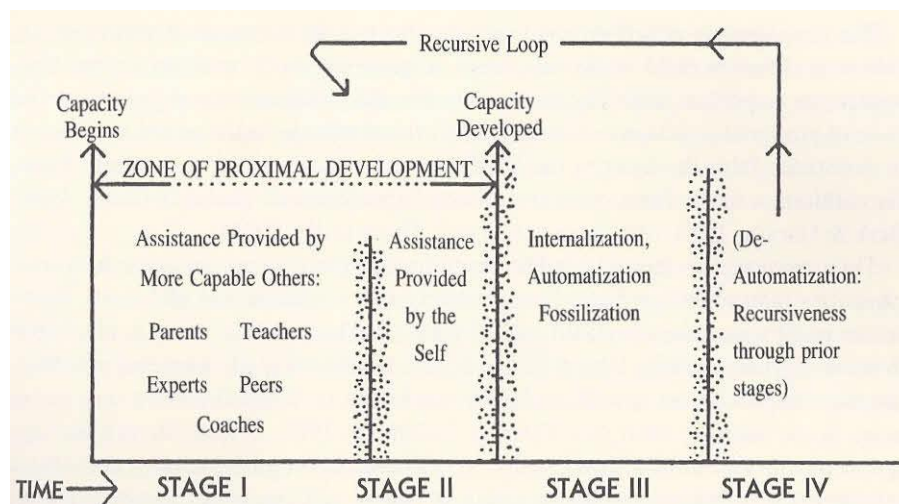 Recursive Loop
Capacity
Begins
Capacity
Developed
ZONE OF PROXIMAL DEVELOPMENT
Assistance Provided by
More Capable Others:
Parents Teachers
Experts Peers
Coaches
Assistance
Provided
by the
Self
Internalization,
Automatization
Fossilization
(De-
Automatization:
Recursiveness
through prior
stages)
TIME STAGE I STAGE II STAGE III STAGE IV